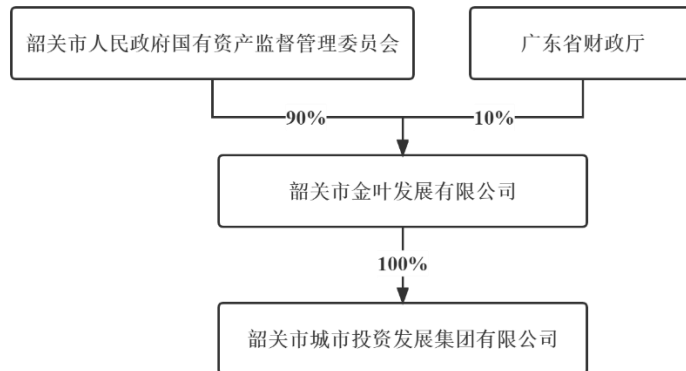 韶关市人民政府国有资产监督管理委员会
广东省财政厅
90%
10%
韶关市金叶发展有限公司
100%
韶关市城市投资发展集团有限公司